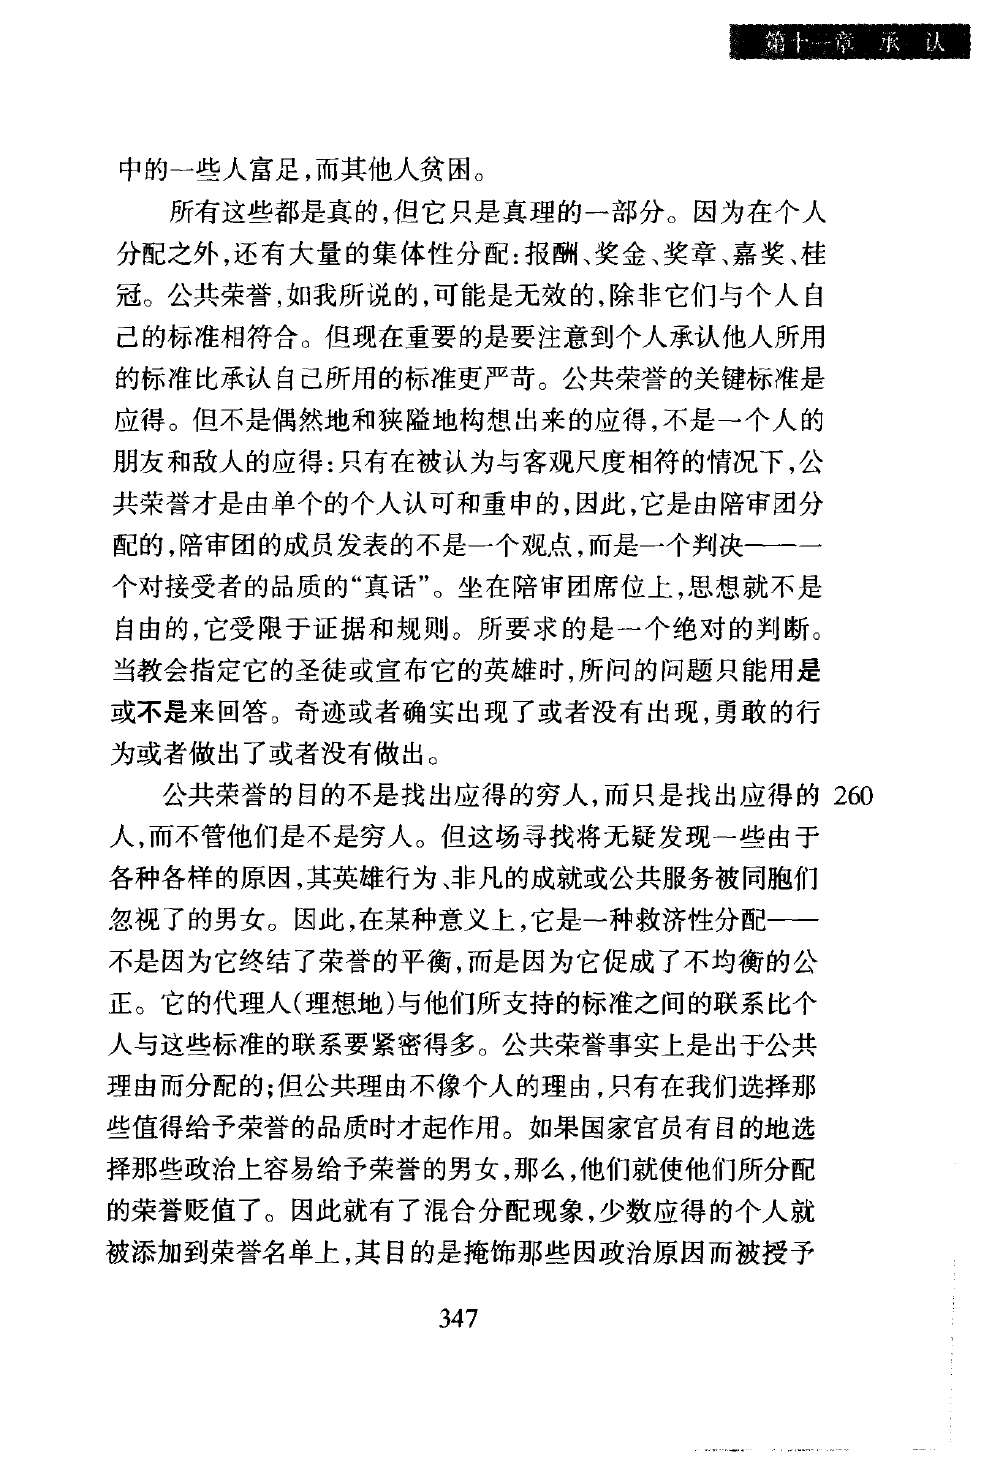 第十一章 承 认
中的一些人富足,而其他人贫困。
所有这些都是真的,但它只是真理的一部分。因为在个人
分配之外,还有大量的集体性分配:报酬、奖金、奖章、嘉奖、桂
冠。公共荣誉,如我所说的,可能是无效的,除非它们与个人自
己的标准相符合。但现在重要的是要注意到个人承认他人所用
的标准比承认自己所用的标准更严苛。公共荣誉的关键标准是
应得。但不是偶然地和狭隘地构想出来的应得,不是一个人的
朋友和敌人的应得:只有在被认为与客观尺度相符的情况下,公
共荣誉才是由单个的个人认可和重申的,因此,它是由陪审团分
配的,陪审团的成员发表的不是一个观点,而是一个判决——一
个对接受者的品质的“真话”。坐在陪审团席位上,思想就不是
自由的,它受限于证据和规则。所要求的是一个绝对的判断。
当教会指定它的圣徒或宣布它的英雄时,所问的问题只能用是
或不是来回答。奇迹或者确实出现了或者没有出现,勇敢的行
为或者做出了或者没有做出。
公共荣誉的目的不是找出应得的穷人,而只是找出应得的 260
人,而不管他们是不是穷人。但这场寻找将无疑发现一些由于
各种各样的原因,其英雄行为、非凡的成就或公共服务被同胞们
忽视了的男女。因此,在某种意义上,它是一种救济性分配——
不是因为它终结了荣誉的平衡,而是因为它促成了不均衡的公
正。它的代理人(理想地)与他们所支持的标准之间的联系比个
人与这些标准的联系要紧密得多。公共荣誉事实上是出于公共
理由而分配的;但公共理由不像个人的理由,只有在我们选择那
些值得给予荣誉的品质时才起作用。如果国家官员有目的地选
择那些政治上容易给予荣誉的男女,那么,他们就使他们所分配
的荣誉贬值了。因此就有了混合分配现象,少数应得的个人就
被添加到荣誉名单上,其目的是掩饰那些因政治原因而被授予
347